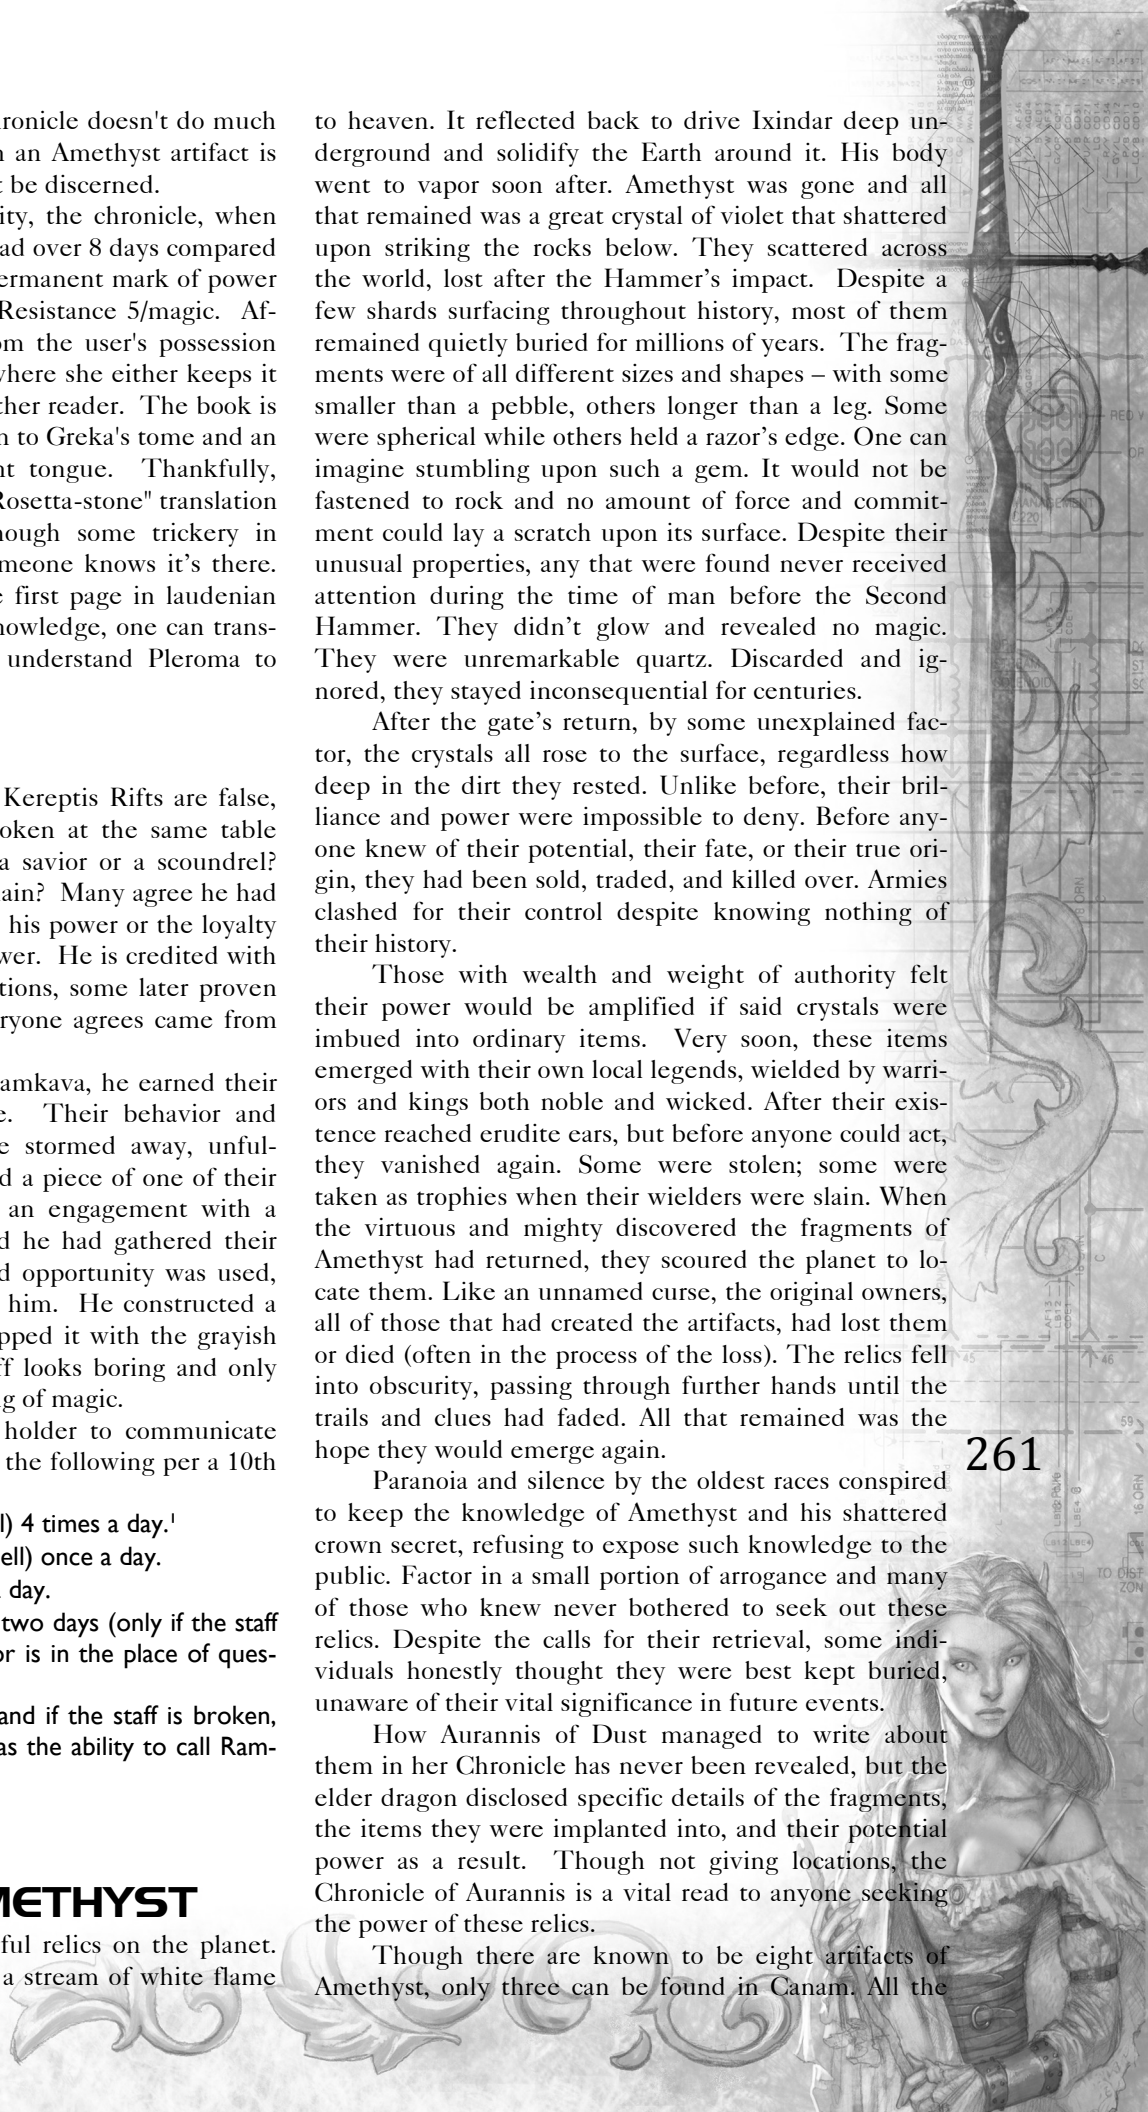 ronicle doesn't do much
an Amethyst artifact is
be discerned.
ity, the chronicle, when
ad over 8 days compared
ermanent mark of power
Resistance 5/magic. Af-
om the user's possession
where she either keeps it
ther reader. The book is
to Greka's tome and an
nt tongue. Thankfully,
Rosetta-stone" translation
hough some trickery in
meone knows it's there.
first page in laudenian
nowledge, one can trans-
understand Pleroma to
Kereptis Rifts are false,
oken at the same table
a savior or a scoundrel?
ain? Many agree he had
his power or the loyalty
wer. He is credited with
tions, some later proven
ryone agrees came from
amkava, he earned their
e. Their behavior and
e stormed away, unful-
d a piece of one of their
an engagement with a
d he had gathered their
d opportunity was used,
him. He constructed a
pped it with the grayish
ff looks boring and only
g of magic.
holder to communicate
the following per a 10th
l) 4 times a day.¹
ell) once a day.
day.
two days (only if the staff
or is in the place of ques-
and if the staff is broken,
as the ability to call Ram-
METHYST
ful relics on the planet.
a stream of white flame
to heaven. It reflected back to drive Ixindar deep un-
derground and solidify the Earth around it. His body
went to vapor soon after. Amethyst was gone and all
that remained was a great crystal of violet that shattered
upon striking the rocks below. They scattered across
the world, lost after the Hammer's impact. Despite a
few shards surfacing throughout history, most of them
remained quietly buried for millions of years. The frag-
ments were of all different sizes and shapes – with some
smaller than a pebble, others longer than a leg. Some
were spherical while others held a razor's edge. One can
imagine stumbling upon such a gem. It would not be
fastened to rock and no amount of force and commit-
ment could lay a scratch upon its surface. Despite their
unusual properties, any that were found never received
attention during the time of man before the Second
Hammer. They didn't glow and revealed no magic.
They were unremarkable quartz. Discarded and ig-
nored, they stayed inconsequential for centuries.
After the gate's return, by some unexplained fac-
tor, the crystals all rose to the surface, regardless how
deep in the dirt they rested. Unlike before, their bril-
liance and power were impossible to deny. Before any-
one knew of their potential, their fate, or their true ori-
gin, they had been sold, traded, and killed over. Armies
clashed for their control despite knowing nothing of
their history.
Those with wealth and weight of authority felt
their power would be amplified if said crystals were
imbued into ordinary items. Very soon, these items
emerged with their own local legends, wielded by warri-
ors and kings both noble and wicked. After their exis-
tence reached erudite ears, but before anyone could act,
they vanished again. Some were stolen; some were
taken as trophies when their wielders were slain. When
the virtuous and mighty discovered the fragments of
Amethyst had returned, they scoured the planet to lo-
cate them. Like an unnamed curse, the original owners,
all of those that had created the artifacts, had lost them
or died (often in the process of the loss). The relics fell
into obscurity, passing through further hands until the
trails and clues had faded. All that remained was the
hope they would emerge again.
Paranoia and silence by the oldest races conspired
to keep the knowledge of Amethyst and his shattered
crown secret, refusing to expose such knowledge to the
public. Factor in a small portion of arrogance and many
of those who knew never bothered to seek out these
relics. Despite the calls for their retrieval, some indi-
viduals honestly thought they were best kept buried,
unaware of their vital significance in future events.
How Aurannis of Dust managed to write about
them in her Chronicle has never been revealed, but the
elder dragon disclosed specific details of the fragments,
the items they were implanted into, and their potential
power as a result. Though not giving locations, the
Chronicle of Aurannis is a vital read to anyone seeking
the power of these relics.
Though there are known to be eight artifacts of
Amethyst, only three can be found in Canam. All the
261